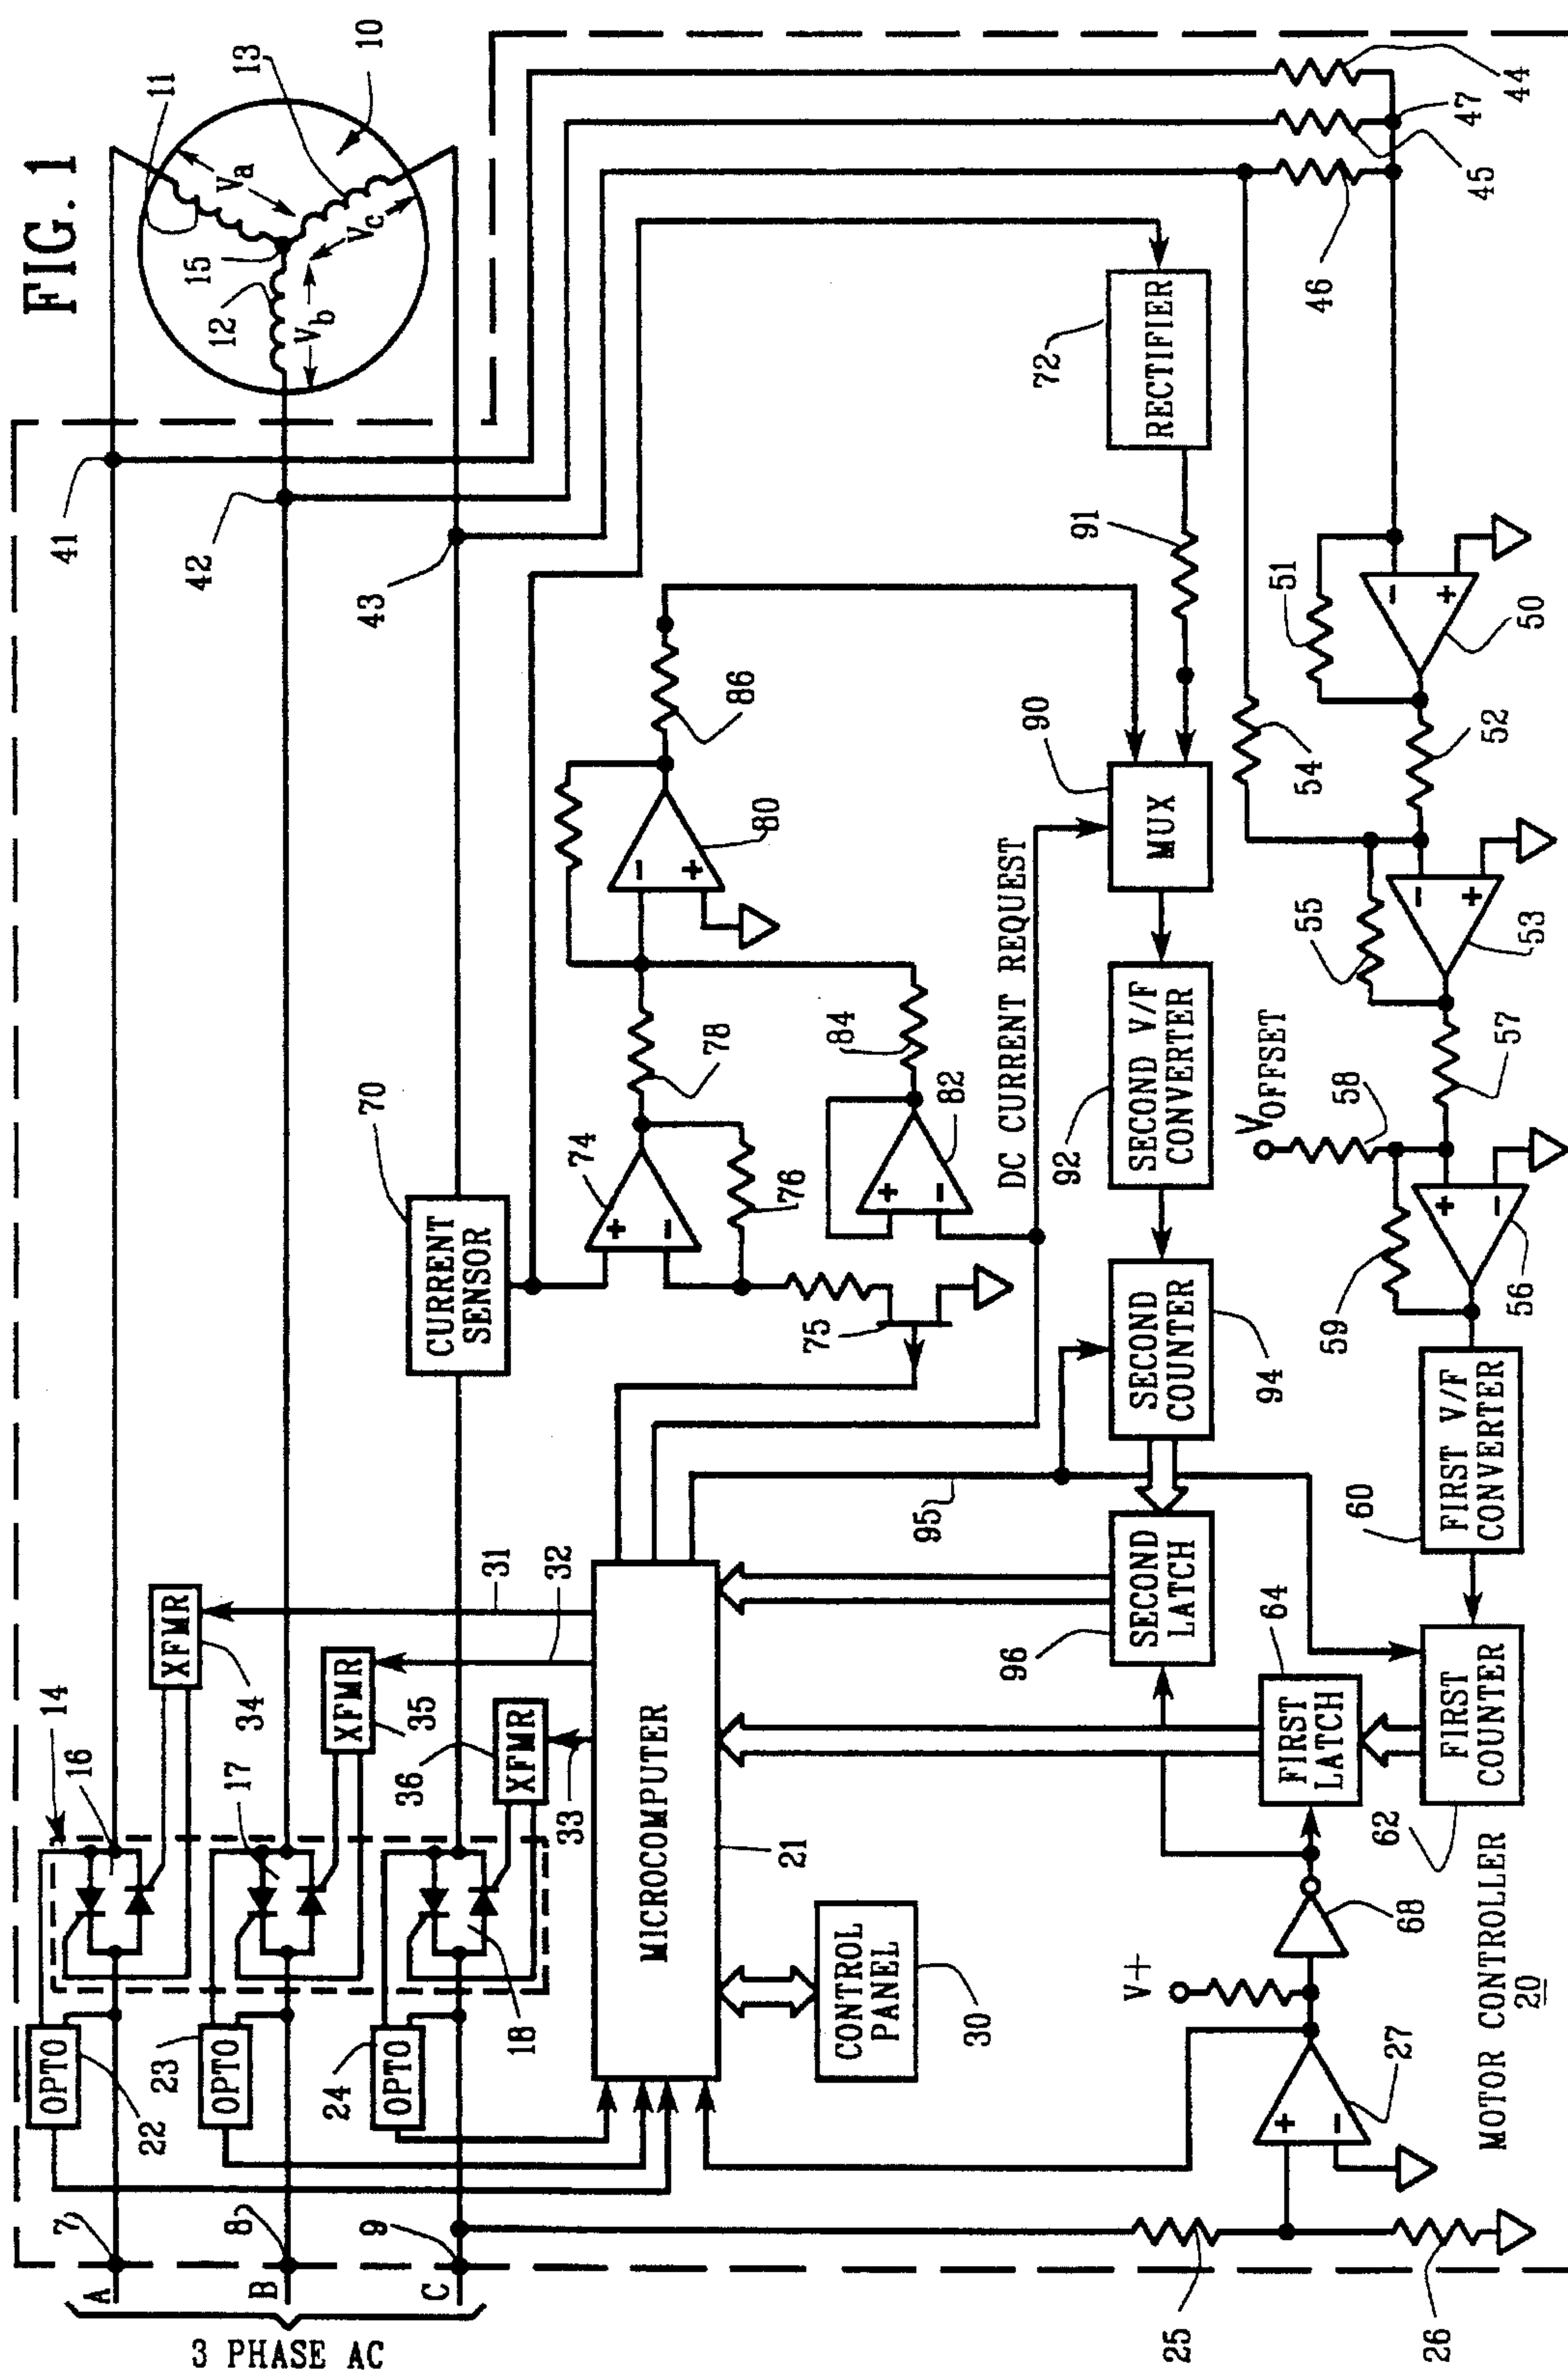 FIG. 1
3 PHASE AC
A
B
C
7
8
9
OPTO
22
OPTO
23
OPTO
24
14
16
17
18
XFMR
34
XFMR
35
XFMR
36
31
32
33
41
42
43
10
11
12
13
15
Va
Vb
Vc
CURRENT
SENSOR
70
MICROCOMPUTER
21
CONTROL
PANEL
30
74
+
-
75
76
78
80
-
+
82
+
-
84
86
DC CURRENT REQUEST
90
MUX
91
RECTIFIER
72
92
SECOND V/F
CONVERTER
SECOND
COUNTER
94
95
SECOND
LATCH
96
44
45
46
47
50
-
+
51
52
53
-
+
54
55
VOFFSET
56
+
-
57
58
59
60
FIRST V/F
CONVERTER
FIRST
COUNTER
62
64
FIRST
LATCH
68
V+
27
+
-
25
26
MOTOR CONTROLLER
20